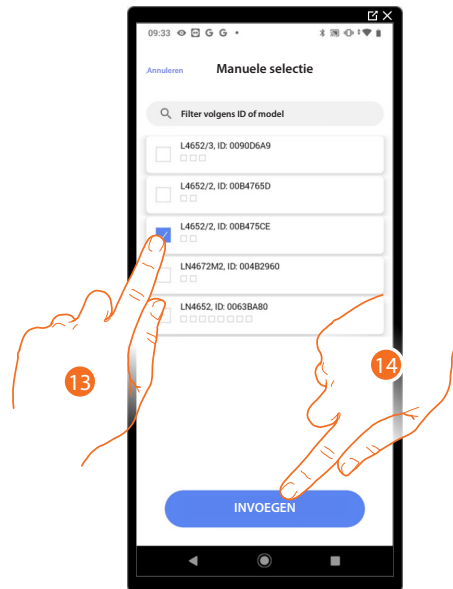 09:33 G G
Annuleren Manuele selectie
Filter volgens ID of model
L4652/3, ID: 0090D6A9
L4652/2, ID: 00B4765D
L4652/2, ID: 00B475CE
LN4672M2, ID: 004B2960
LN4652, ID: 0063BA80
13
14
INVOEGEN